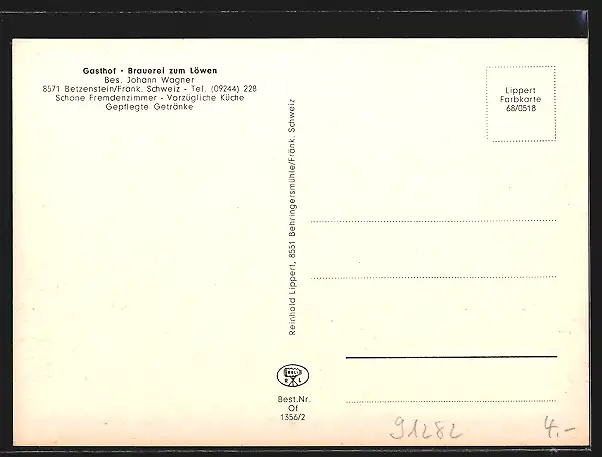 Gasthof · Brauerei zum Löwen
Bes. Johann Wagner
8571 Betzenstein/Fränk. Schweiz - Tel. (09244) 228
Schöne Fremdenzimmer - Vorzügliche Küche
Gepflegte Getränke
Lippert
Farbkarte
68/0518
Reinhold Lippert, 8551 Behringersmühle/Fränk. Schweiz
R L
Best.Nr.
Of
1356/2
91282
4.-